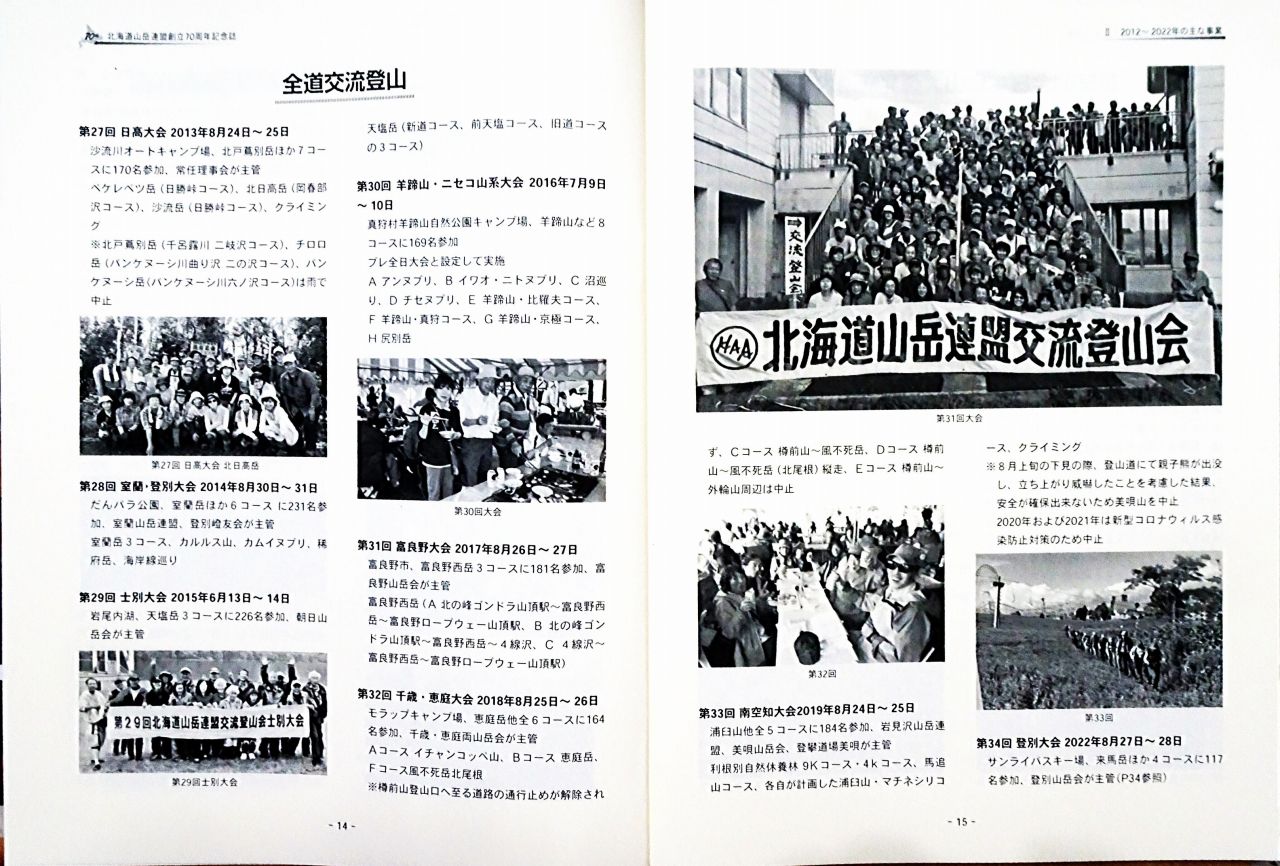 70th 北海道山岳連盟創立70周年記念誌
全道交流登山
第27回 日高大会 2013年8月24日～25日
沙流川オートキャンプ場、北戸蔦別岳ほか7コー
スに170名参加、常任理事会が主管
ペケレベツ岳(日勝峠コース)、北日高岳(岡春部
沢コース)、沙流岳(日勝峠コース)、クライミン
グ
※北戸蔦別岳(千呂露川 二岐沢コース)、チロロ
岳(パンケヌーシ川曲り沢 二の沢コース)、パン
ケヌーシ岳(パンケヌーシ川六ノ沢コース)は雨で
中止
第27回 日高大会 北日高岳
第28回 室蘭･登別大会 2014年8月30日～31日
だんパラ公園、室蘭岳ほか6コース に231名参
加、室蘭山岳連盟、登別嶝友会が主管
室蘭岳3コース、カルルス山、カムイヌプリ、稀
府岳、海岸線巡り
第29回 士別大会 2015年6月13日～14日
岩尾内湖、天塩岳3コースに226名参加、朝日山
岳会が主管
第29回北海道山岳連盟交流登山会士別大会
第29回士別大会
天塩岳(新道コース、前天塩コース、旧道コース
の3コース)
第30回 羊蹄山・ニセコ山系大会 2016年7月9日
～10日
真狩村羊蹄山自然公園キャンプ場、羊蹄山など8
コースに169名参加
プレ全日大会と設定して実施
A アンヌプリ、B イワオ・ニトヌプリ、C 沼巡
り、D チセヌプリ、E 羊蹄山・比羅夫コース、
F 羊蹄山・真狩コース、G 羊蹄山・京極コース、
H 尻別岳
第30回大会
第31回 富良野大会 2017年8月26日～27日
富良野市、富良野西岳3コースに181名参加、富
良野山岳会が主管
富良野西岳(A 北の峰ゴンドラ山頂駅～富良野西
岳～富良野ロープウェー山頂駅、B 北の峰ゴン
ドラ山頂駅～富良野西岳～4線沢、C 4線沢～
富良野西岳～富良野ロープウェー山頂駅)
第32回 千歳・恵庭大会 2018年8月25日～26日
モラップキャンプ場、恵庭岳他全6コースに164
名参加、千歳・恵庭両山岳会が主管
Aコース イチャンコッペ山、Bコース 恵庭岳、
Fコース風不死岳北尾根
※樽前山登山口へ至る道路の通行止めが解除され
- 14 -
Ⅱ 2012～2022年の主な事業
交流登山会
HAA 北海道山岳連盟交流登山会
第31回大会
ず、Cコース 樽前山～風不死岳、Dコース 樽前
山～風不死岳(北尾根)縦走、Eコース 樽前山～
外輪山周辺は中止
第32回
第33回 南空知大会2019年8月24日～25日
浦臼山他全5コースに184名参加、岩見沢山岳連
盟、美唄山岳会、登攀道場美唄が主管
利根別自然休養林 9Kコース・4kコース、馬追
山コース、各自が計画した浦臼山・マチネシリコ
ース、クライミング
※8月上旬の下見の際、登山道にて親子熊が出没
し、立ち上がり威嚇したことを考慮した結果、
安全が確保出来ないため美唄山を中止
2020年および2021年は新型コロナウィルス感
染防止対策のため中止
第33回
第34回 登別大会 2022年8月27日～28日
サンライバスキー場、来馬岳ほか4コースに117
名参加、登別山岳会が主管(P34参照)
- 15 -